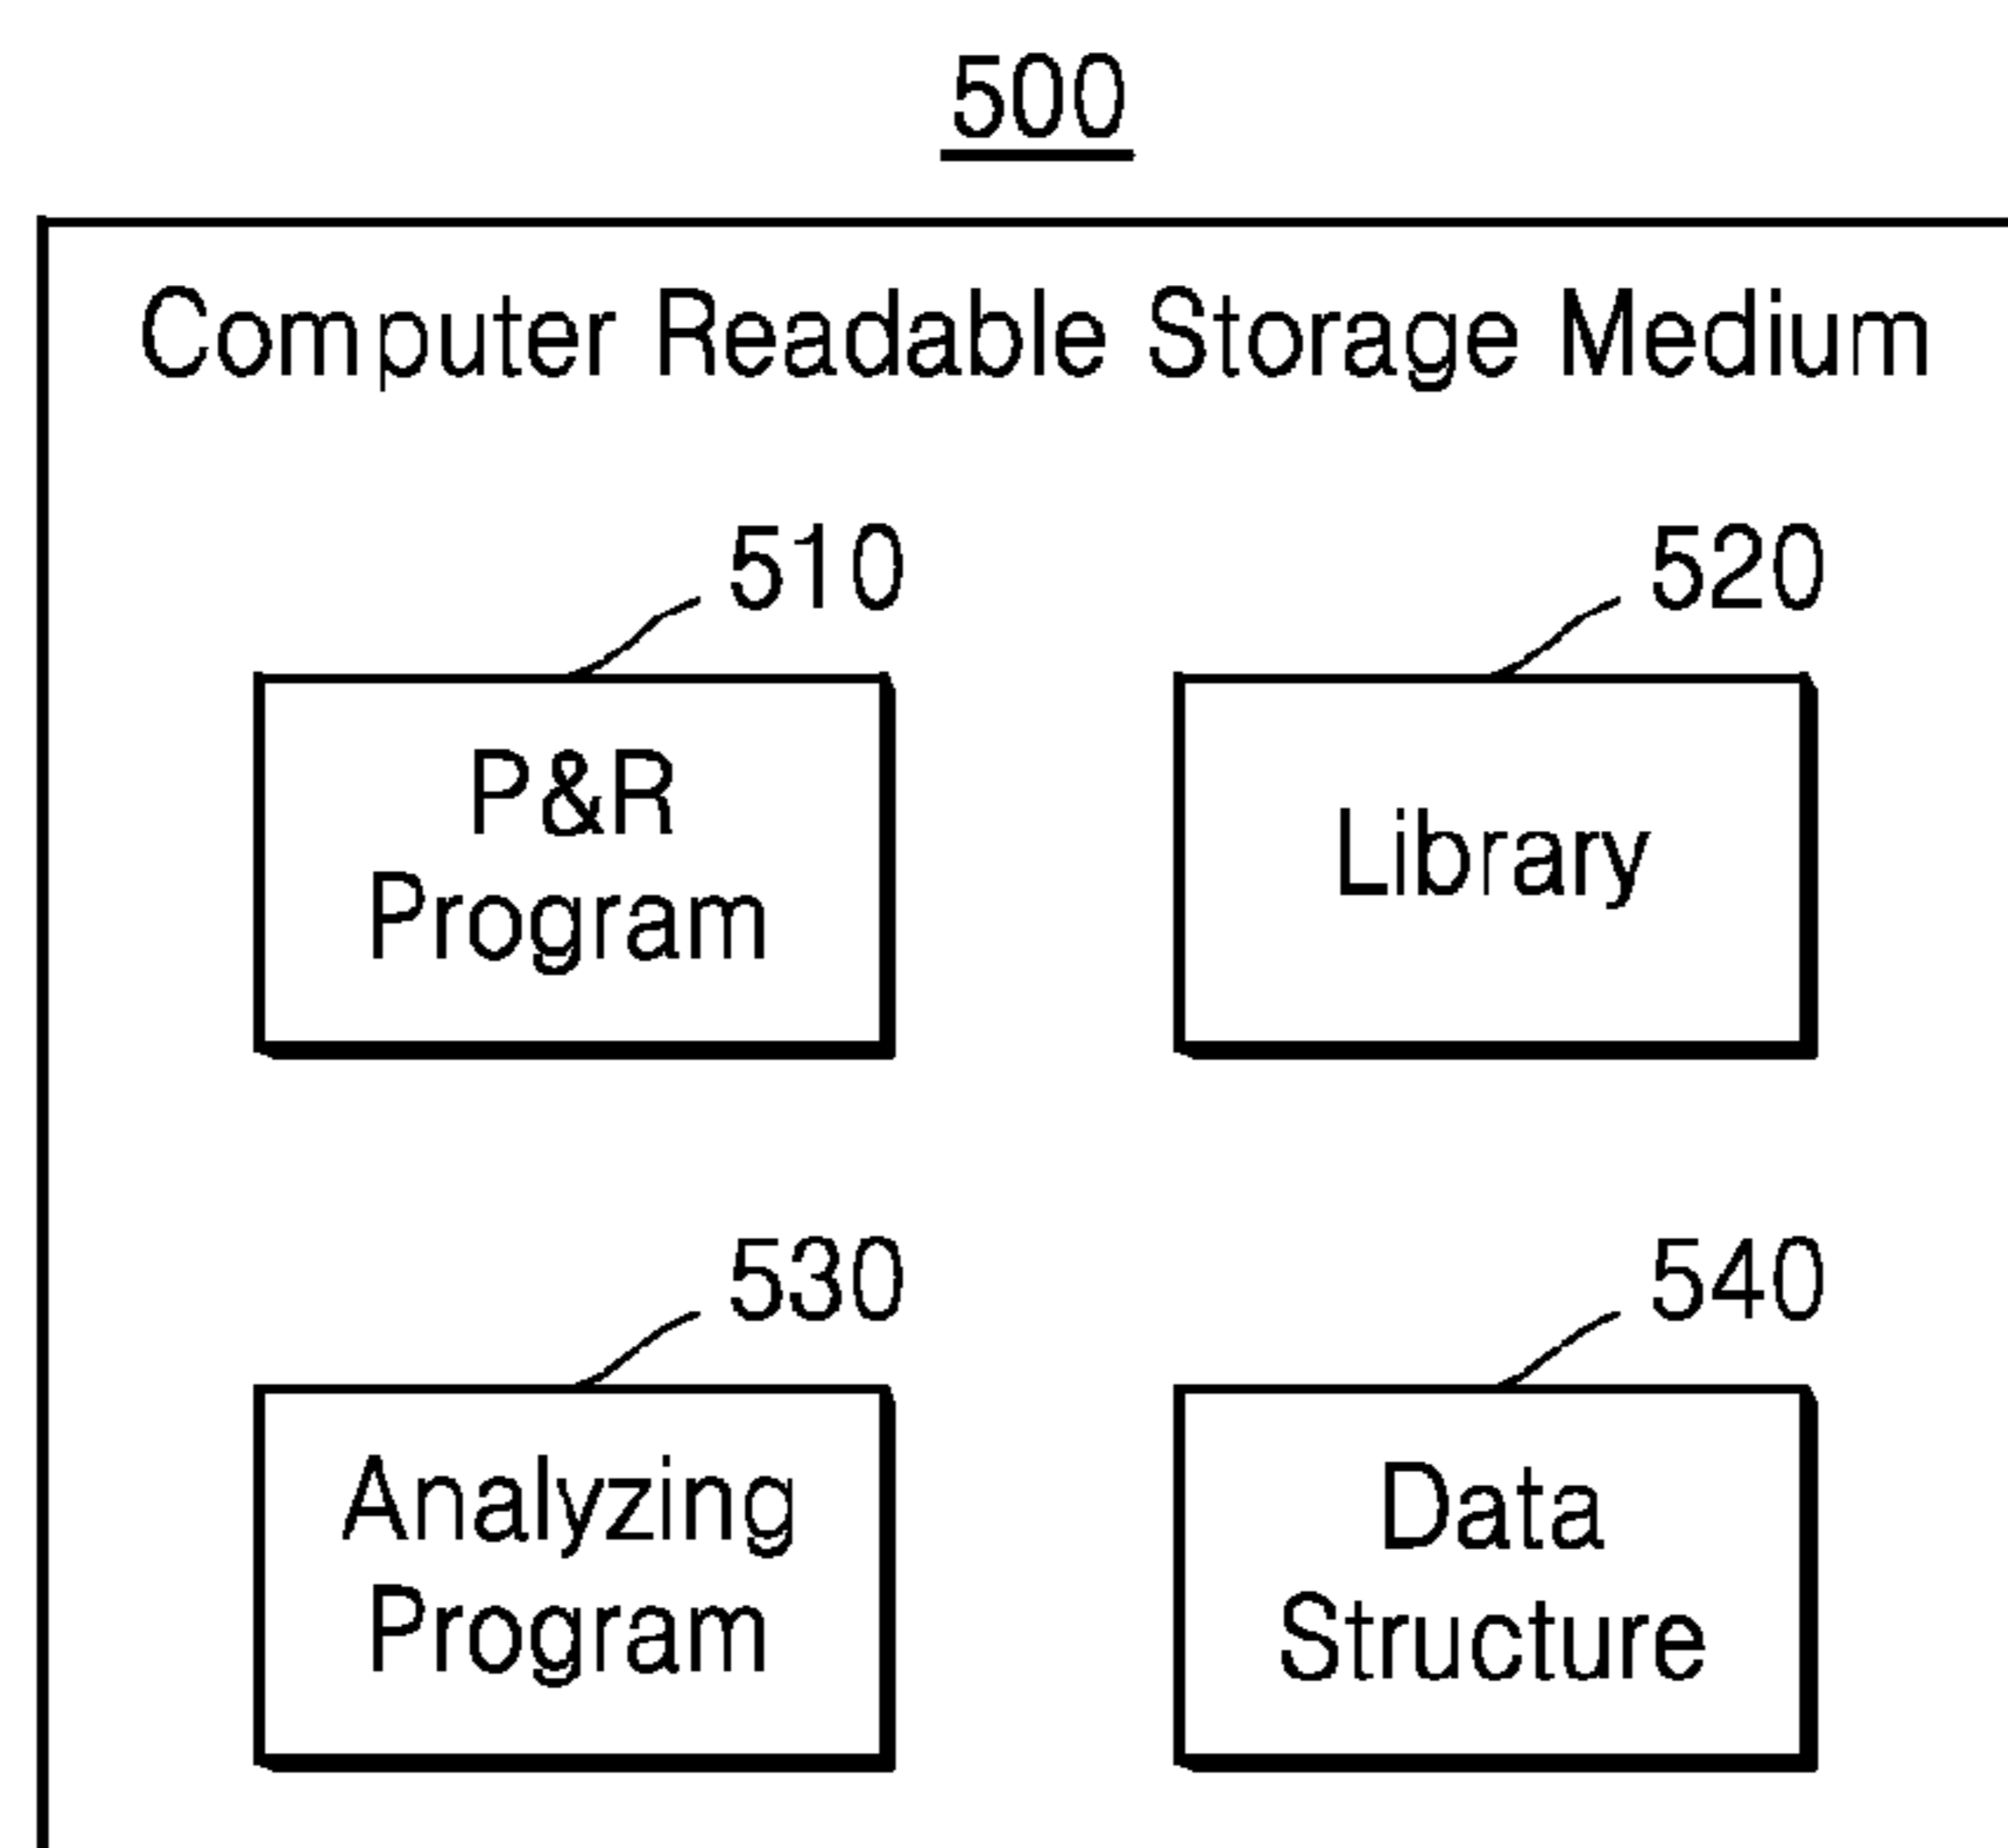 500
Computer Readable Storage Medium
510
P&R
Program
520
Library
530
Analyzing
Program
540
Data
Structure